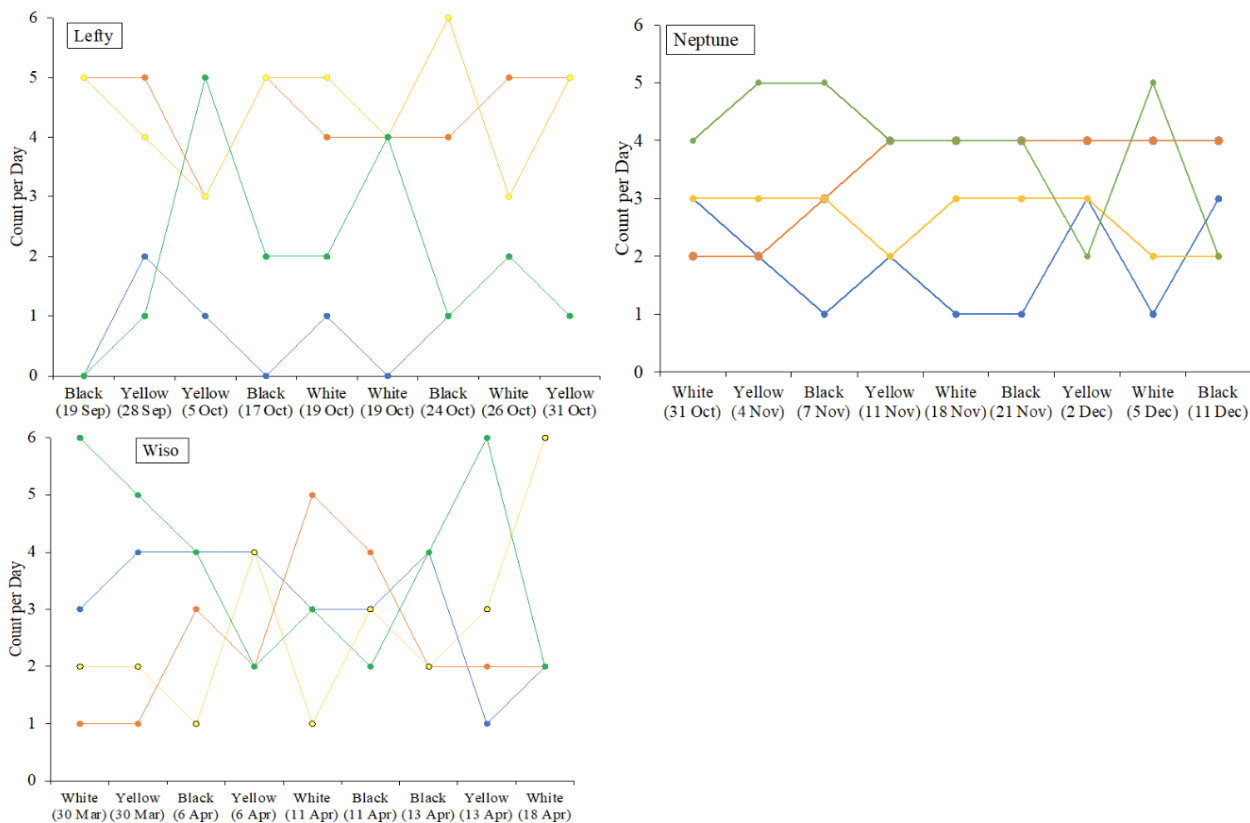 Lefty
Count per Day
6
5
4
3
2
1
0
Black Yellow Yellow Black White White Black White Yellow
(19 Sep) (28 Sep) (5 Oct) (17 Oct) (19 Oct) (19 Oct) (24 Oct) (26 Oct) (31 Oct)
Neptune
Count per Day
6
5
4
3
2
1
0
White Yellow Black Yellow White Black Yellow White Black
(31 Oct) (4 Nov) (7 Nov) (11 Nov) (18 Nov) (21 Nov) (2 Dec) (5 Dec) (11 Dec)
Wiso
Count per Day
6
5
4
3
2
1
0
White Yellow Black Yellow White Black Black Yellow White
(30 Mar) (30 Mar) (6 Apr) (6 Apr) (11 Apr) (11 Apr) (13 Apr) (13 Apr) (18 Apr)